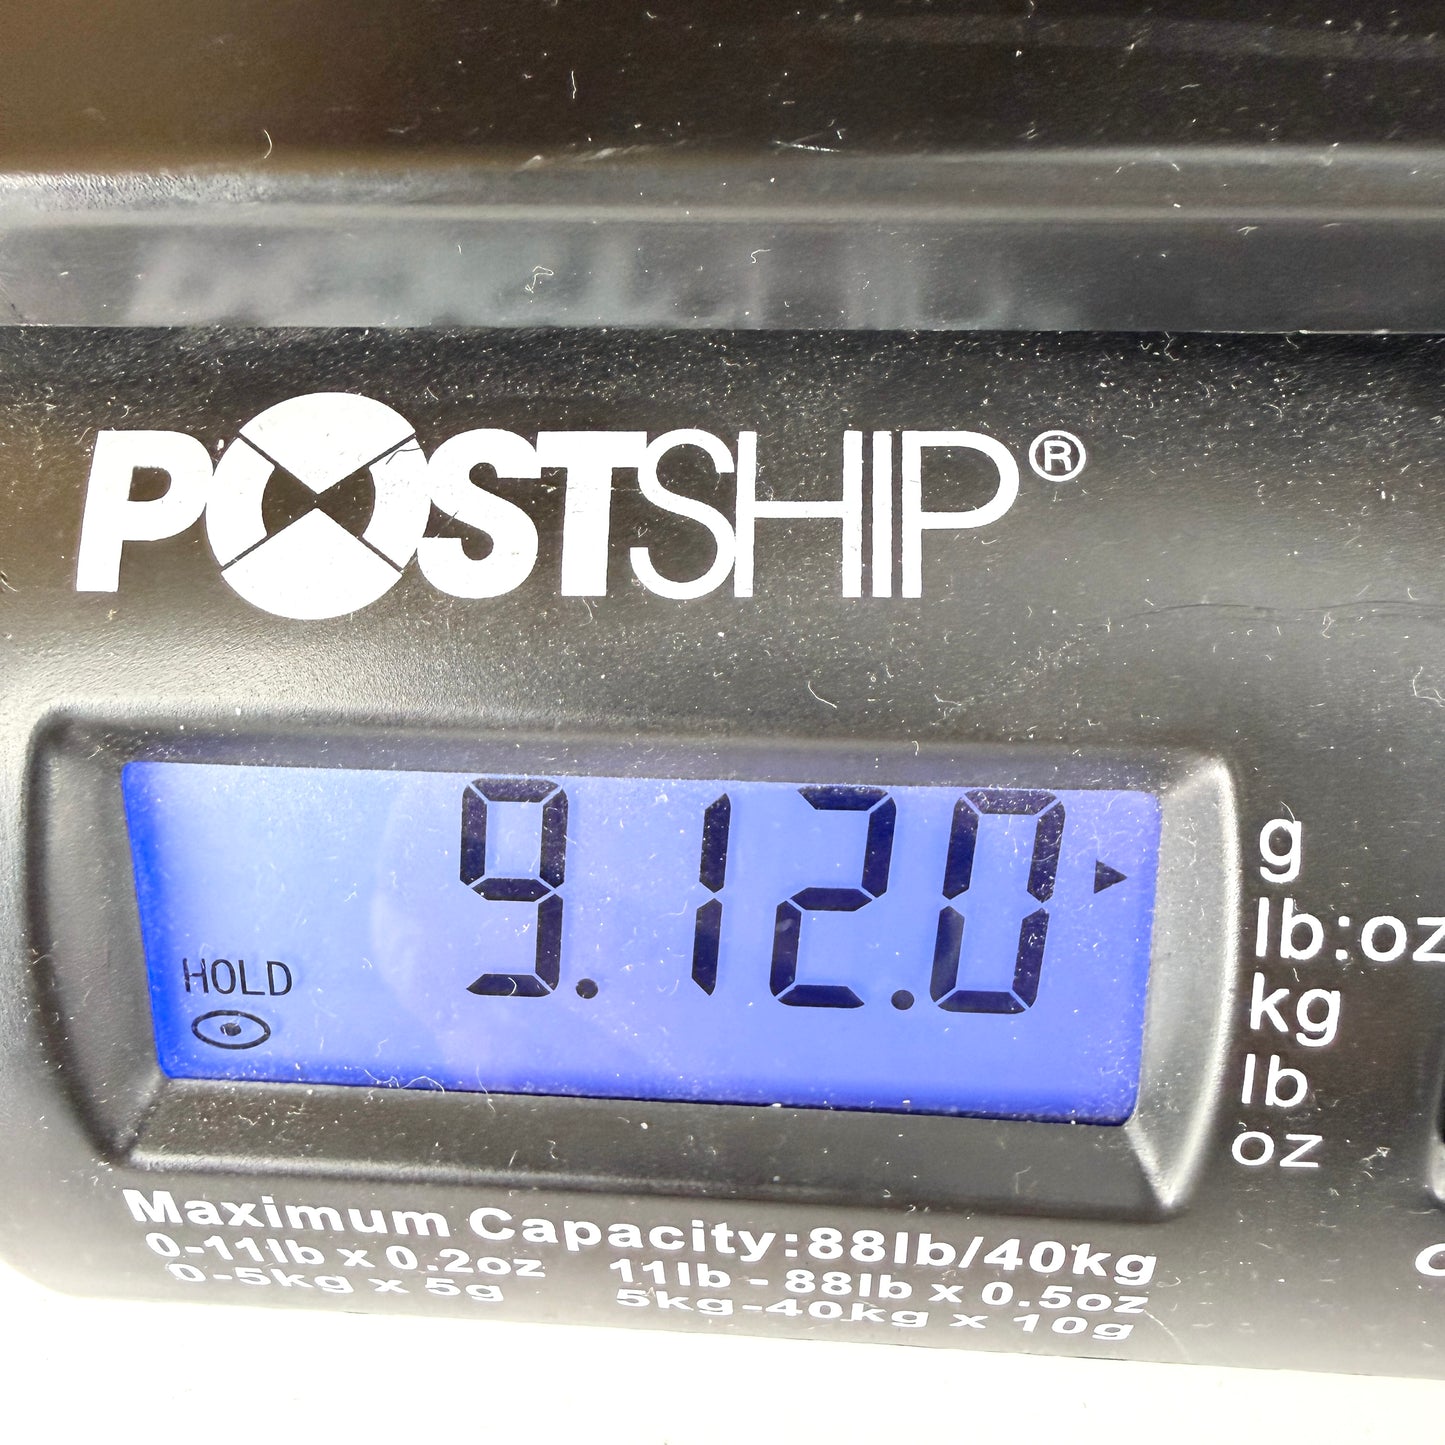 POSTSHIP®
9.12.0
HOLD
g
lb:oz
kg
lb
oz
Maximum Capacity:88lb/40kg
0-11lb x 0.2oz 11lb - 88lb x 0.5oz
0-5kg x 5g 5kg-40kg x 10g